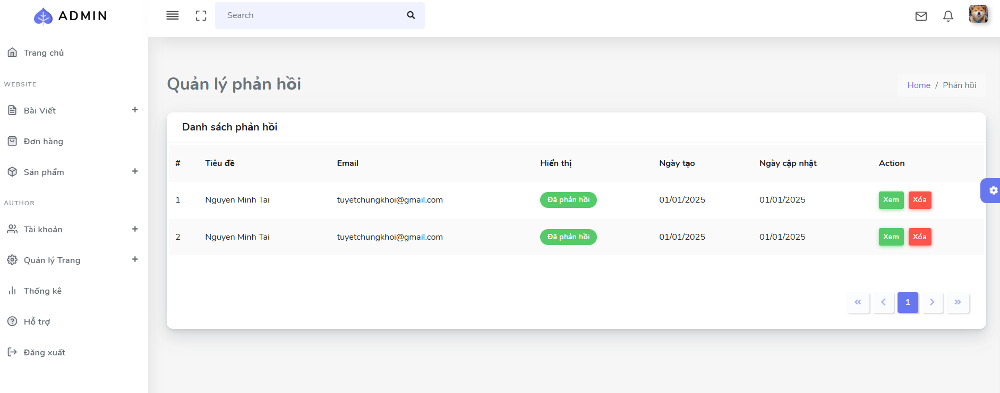 ADMIN
Search
Trang chủ
WEBSITE
Bài Viết +
Đơn hàng
Sản phẩm +
AUTHOR
Tài khoản +
Quản lý Trang +
Thống kê
Hỗ trợ
Đăng xuất
Quản lý phản hồi
Home / Phản hồi
Danh sách phản hồi
# Tiêu đề Email Hiển thị Ngày tạo Ngày cập nhật Action
1 Nguyen Minh Tai tuyetchungkhoi@gmail.com Đã phản hồi 01/01/2025 01/01/2025 Xem Xóa
2 Nguyen Minh Tai tuyetchungkhoi@gmail.com Đã phản hồi 01/01/2025 01/01/2025 Xem Xóa
« ‹ 1 › »